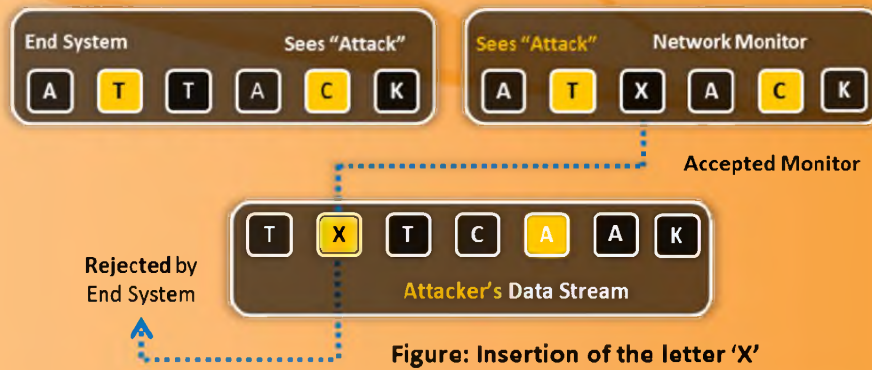 End System Sees "Attack"
A T T A C K
Sees "Attack" Network Monitor
A T X A C K
Accepted Monitor
T X T C A A K
Attacker's Data Stream
Rejected by
End System
Figure: Insertion of the letter 'X'